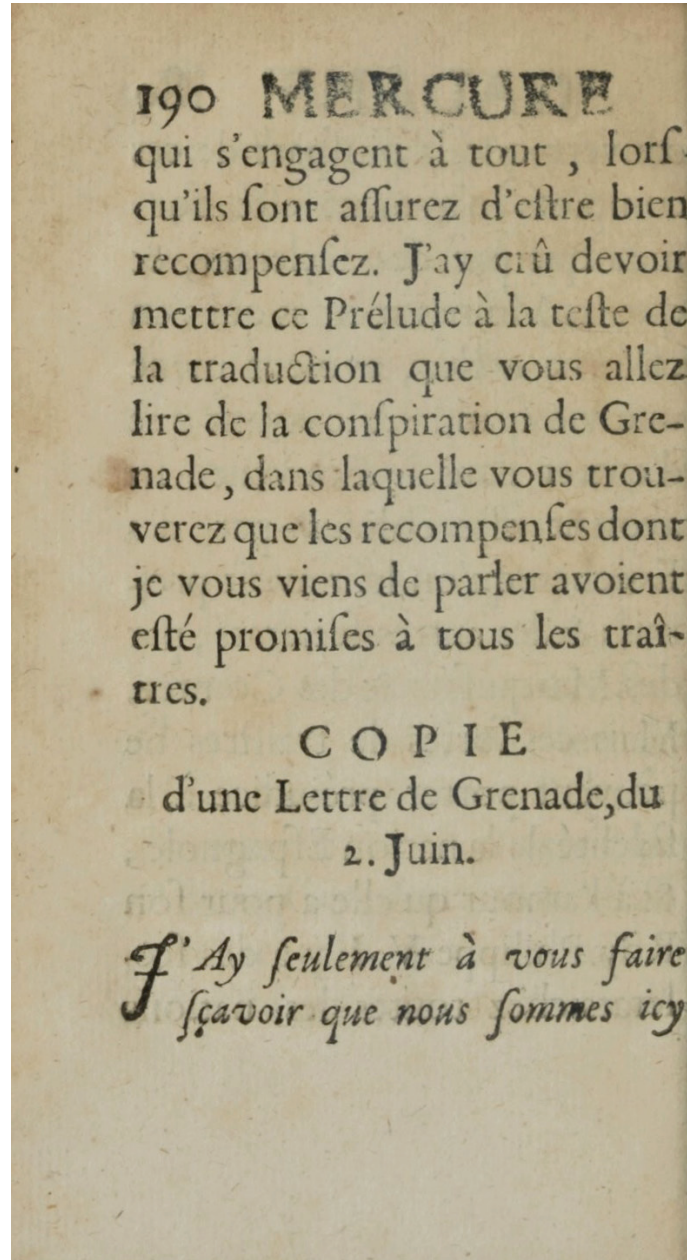 190 MERCURE
qui s'engagent à tout , lorſ-
qu'ils ſont aſſurez d'eſtre bien
recompenſez. J'ay crû devoir
mettre ce Prélude à la teſte de
la traduction que vous allez
lire de la conſpiration de Gre-
nade, dans laquelle vous trou-
verez que les recompenſes dont
je vous viens de parler avoient
eſté promiſes à tous les traî-
tres.
COPIE
d'une Lettre de Grenade, du
2. Juin.
J'Ay ſeulement à vous faire
ſçavoir que nous ſommes icy